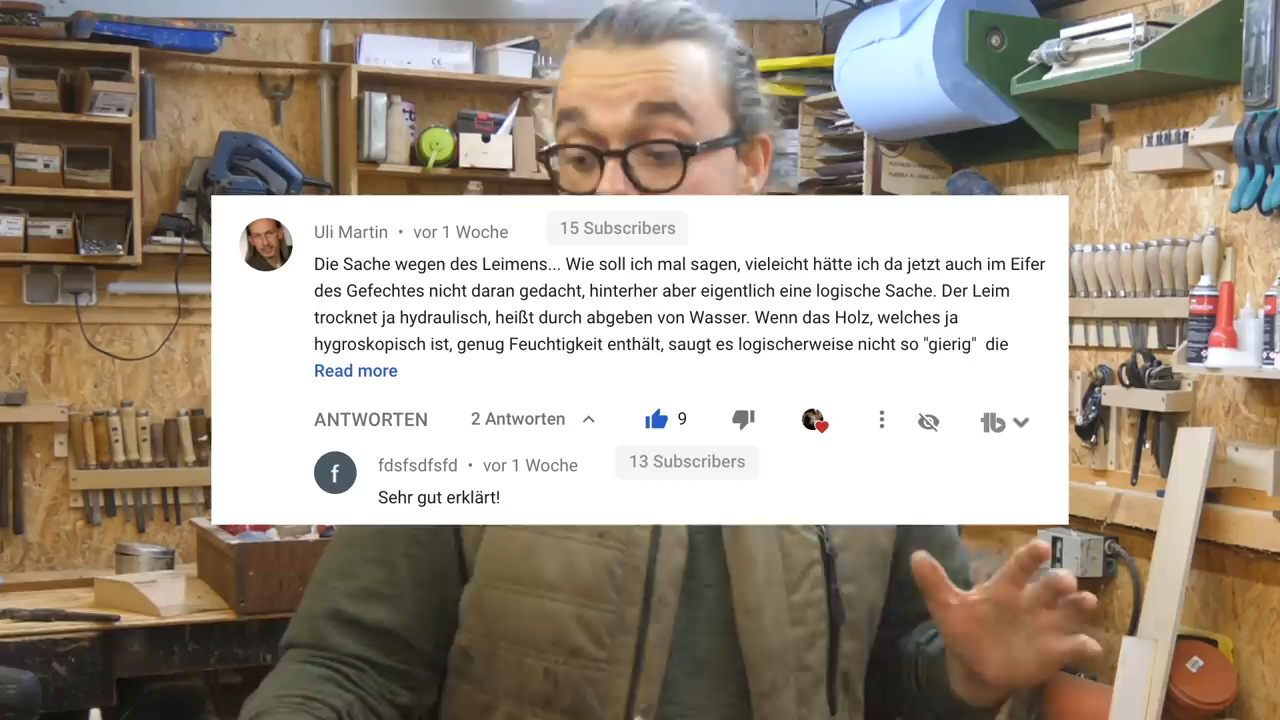 Uli Martin • vor 1 Woche 15 Subscribers
Die Sache wegen des Leimens... Wie soll ich mal sagen, vieleicht hätte ich da jetzt auch im Eifer
des Gefechtes nicht daran gedacht, hinterher aber eigentlich eine logische Sache. Der Leim
trocknet ja hydraulisch, heißt durch abgeben von Wasser. Wenn das Holz, welches ja
hygroskopisch ist, genug Feuchtigkeit enthält, saugt es logischerweise nicht so "gierig" die
Read more
ANTWORTEN 2 Antworten 9
f
fdsfsdfsfd • vor 1 Woche 13 Subscribers
Sehr gut erklärt!